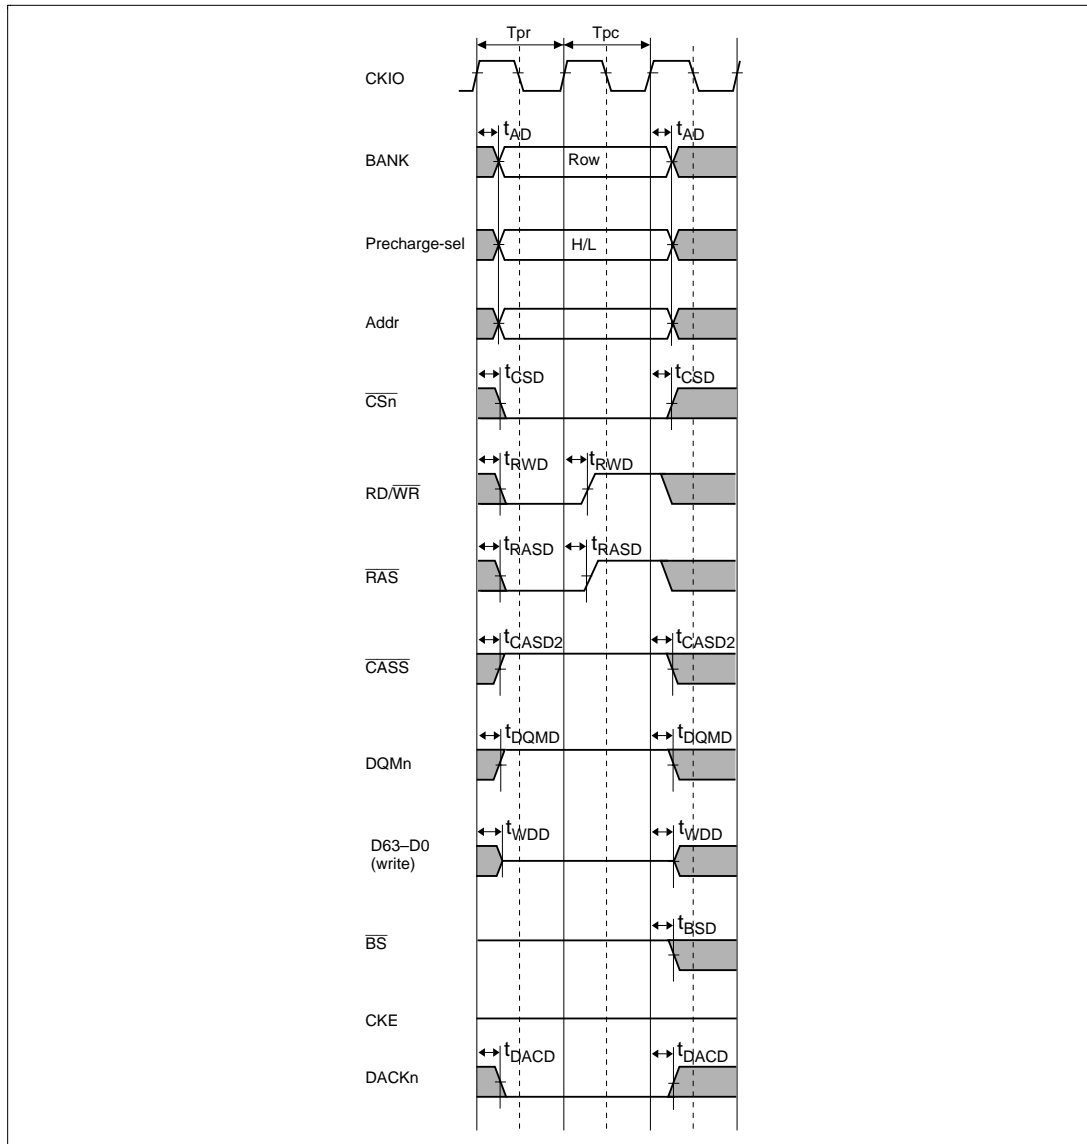 Tpr Tpc
CKIO
tAD tAD
BANK Row
Precharge-sel H/L
Addr
tCSD tCSD
CSn
tRWD tRWD
RD/WR
tRASD tRASD
RAS
tCASD2 tCASD2
CASS
tDQMD tDQMD
DQMn
tWDD tWDD
D63–D0
(write)
tBSD
BS
CKE
tDACD tDACD
DACKn